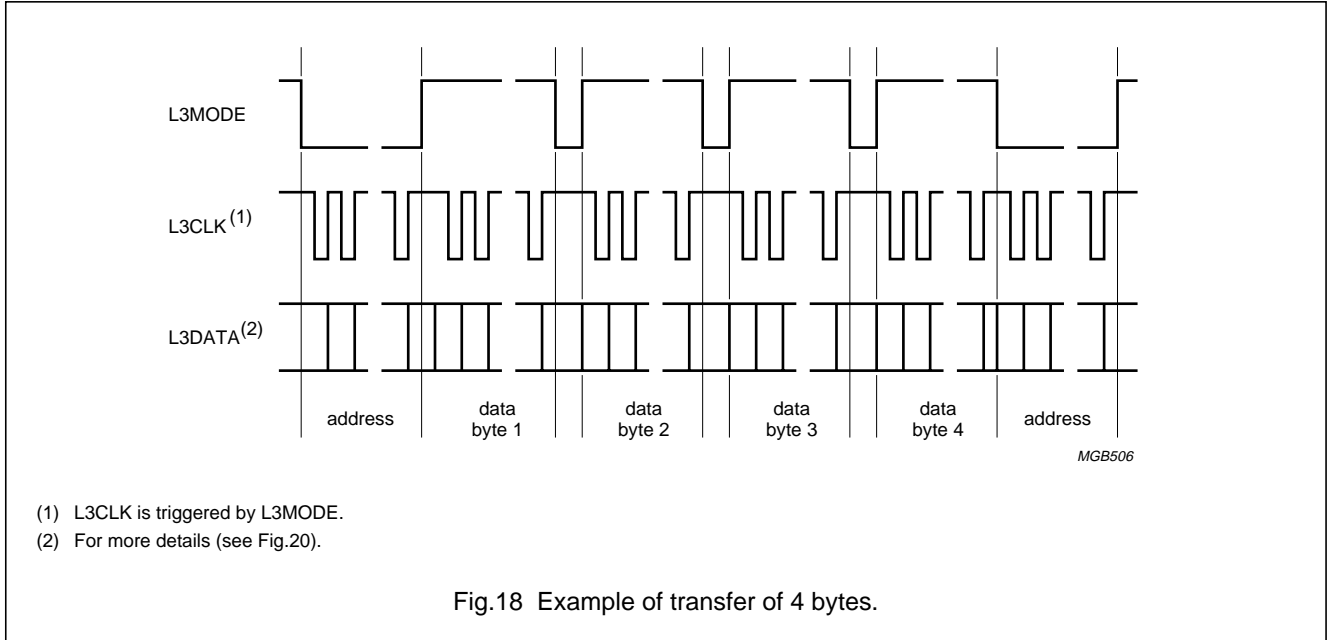 L3MODE
L3CLK(1)
L3DATA(2)
address
data
byte 1
data
byte 2
data
byte 3
data
byte 4
address
MGB506
(1) L3CLK is triggered by L3MODE.
(2) For more details (see Fig.20).
Fig.18 Example of transfer of 4 bytes.